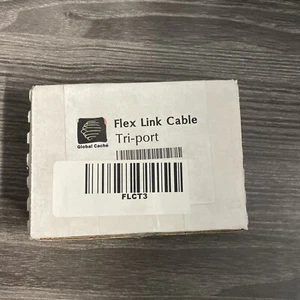 Flex Link Cable
Tri-port
Global Caché
FLCT3